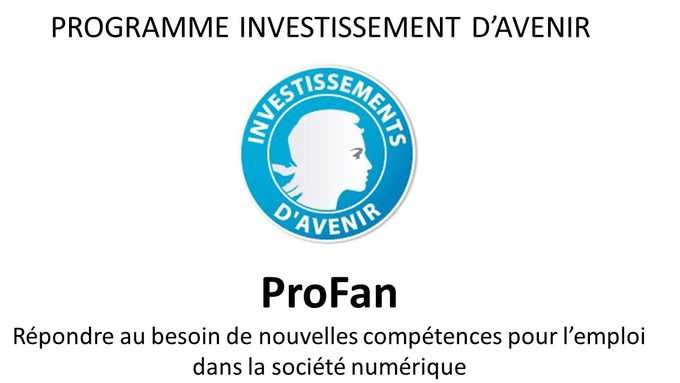 PROGRAMME INVESTISSEMENT D’AVENIR
INVESTISSEMENTS
D'AVENIR
ProFan
Répondre au besoin de nouvelles compétences pour l’emploi
dans la société numérique